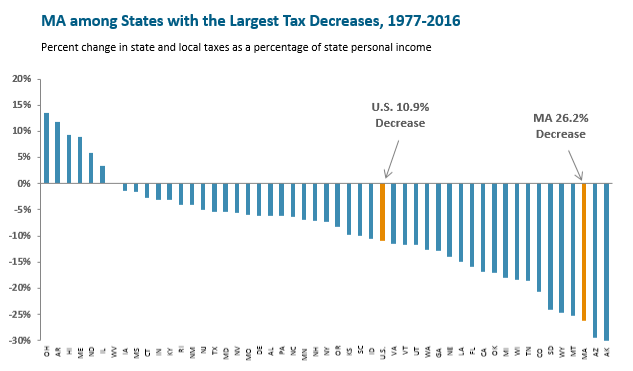 MA among States with the Largest Tax Decreases, 1977-2016
Percent change in state and local taxes as a percentage of state personal income
20%
15%
10%
5%
0%
-5%
-10%
-15%
-20%
-25%
-30%
U.S. 10.9%
Decrease
MA 26.2%
Decrease
OH AR HI ME ND IL WV IA MS CT IN KY RI NM NJ TX MD NV MO DE AL PA NC MN NH NY OR KS SC ID U.S. VA VT UT WA GA NE LA FL CA OK MI WI TN CO SD WY MT MA AZ AK